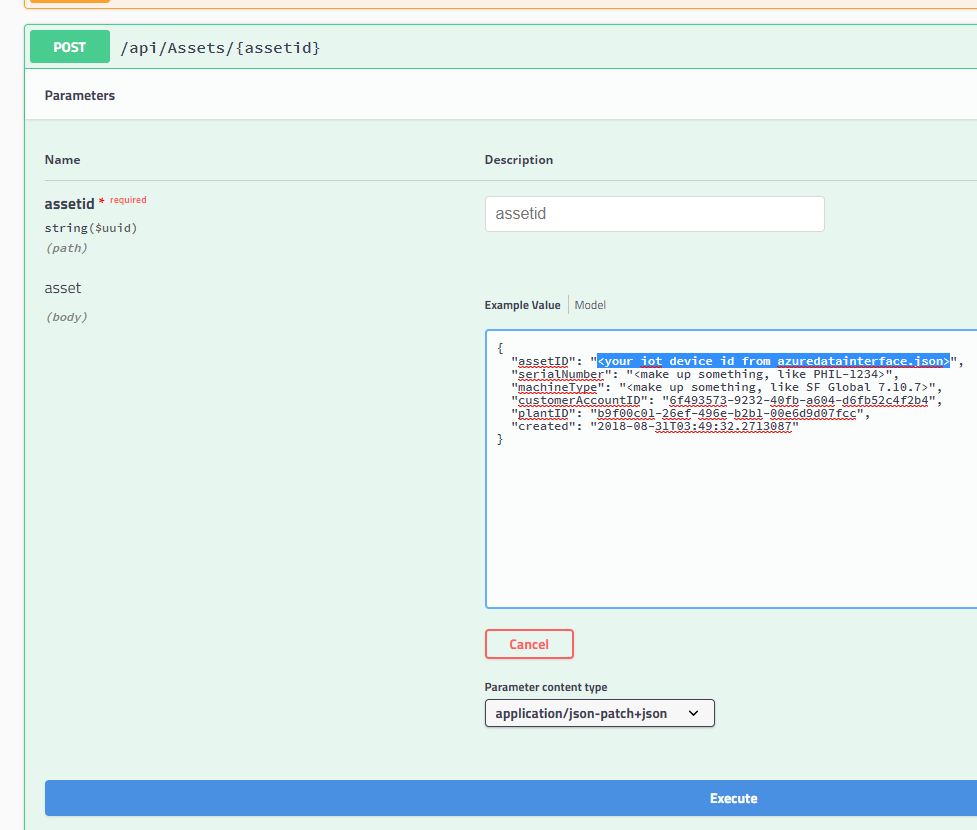 POST /api/Assets/{assetid}
Parameters
Name Description
assetid * required
assetid
string($uuid)
(path)
asset
(body)
Example Value Model
{
"assetID": "<your iot device id from azuredatainterface.json>",
"serialNumber": "<make up something, like PHIL-1234>",
"machineType": "<make up something, like SF Global 7.10.7>",
"customerAccountID": "6f493573-9232-40fb-a604-d6fb52c4f2b4",
"plantID": "b9f00c01-26ef-496e-b2b1-00e6d9d07fcc",
"created": "2018-08-31T03:49:32.2713087"
}
Cancel
Parameter content type
application/json-patch+json
Execute